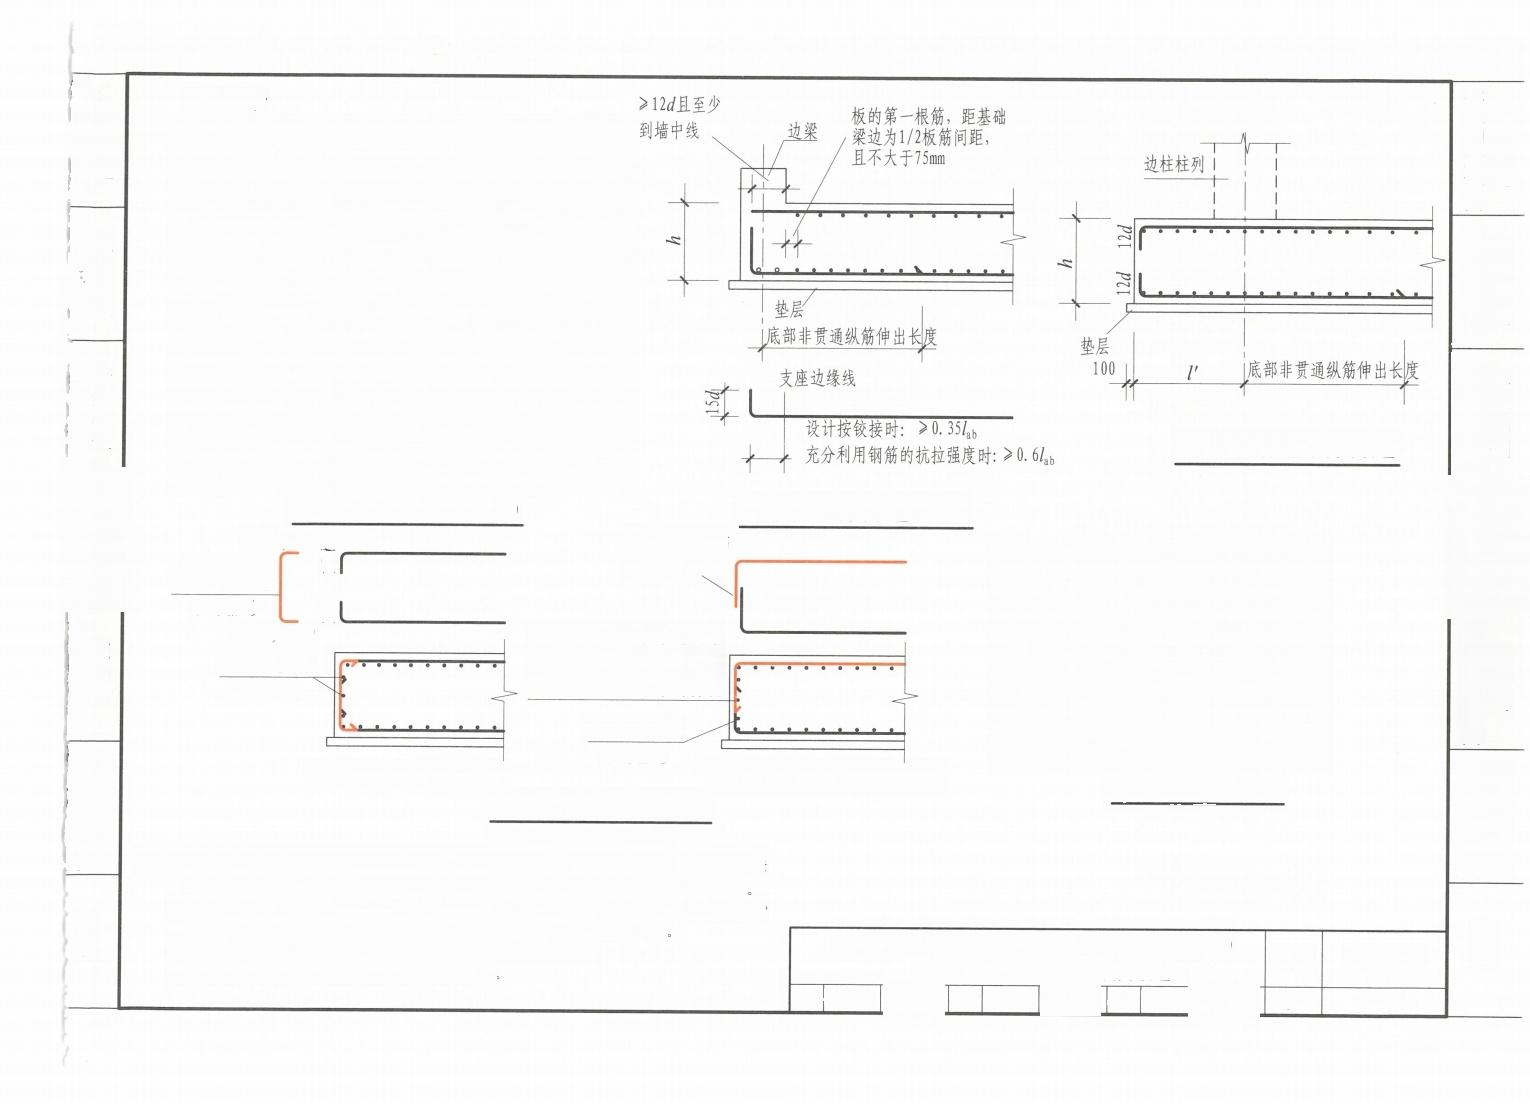 ≥12d且至少
到墙中线
边梁
板的第一根筋，距基础
梁边为1/2板筋间距，
且不大于75mm
h
垫层
底部非贯通纵筋伸出长度
支座边缘线
15d
设计按铰接时：≥0.35lab
充分利用钢筋的抗拉强度时：≥0.6lab
边柱柱列
h
12d
12d
垫层
100
l′
底部非贯通纵筋伸出长度